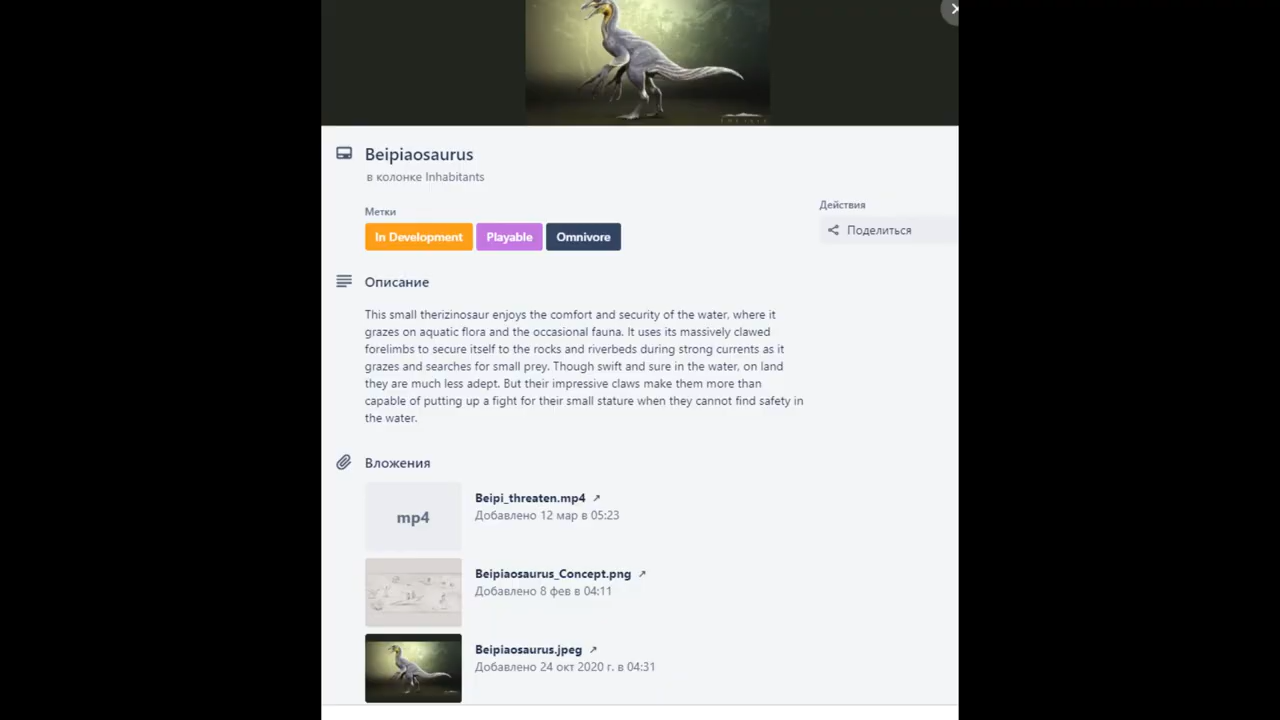 Beipiaosaurus
в колонке Inhabitants
Метки
In Development Playable Omnivore
Действия
Поделиться
Описание
This small therizinosaur enjoys the comfort and security of the water, where it
grazes on aquatic flora and the occasional fauna. It uses its massively clawed
forelimbs to secure itself to the rocks and riverbeds during strong currents as it
grazes and searches for small prey. Though swift and sure in the water, on land
they are much less adept. But their impressive claws make them more than
capable of putting up a fight for their small stature when they cannot find safety in
the water.
Вложения
mp4
Beipi_threaten.mp4
Добавлено 12 мар в 05:23
Beipiaosaurus_Concept.png
Добавлено 8 фев в 04:11
Beipiaosaurus.jpeg
Добавлено 24 окт 2020 г. в 04:31